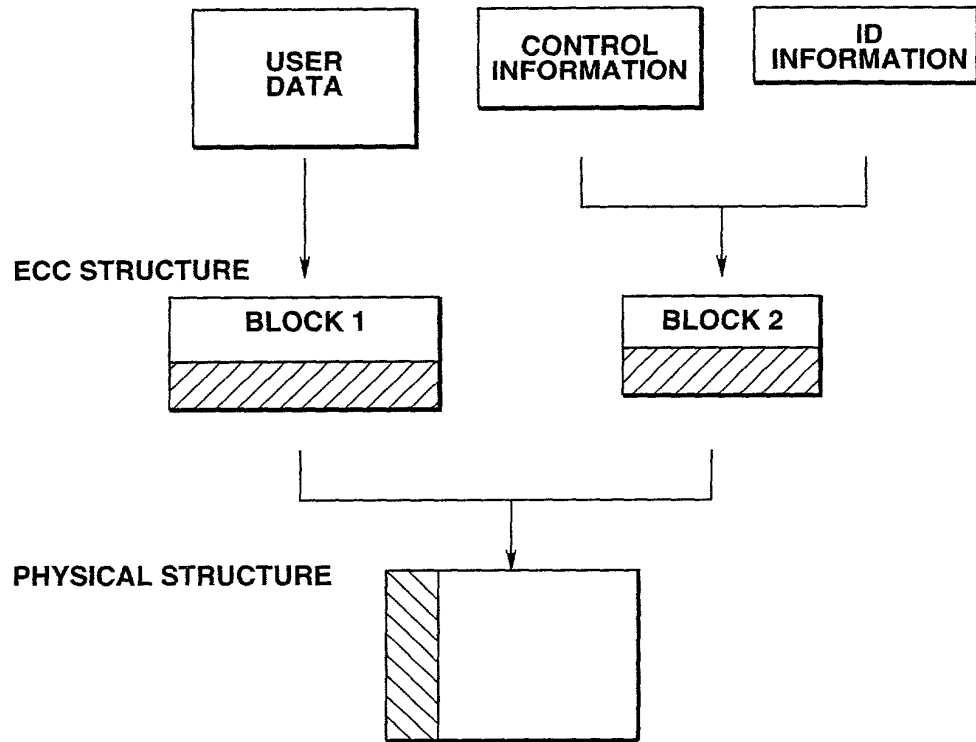 USER
DATA
CONTROL
INFORMATION
ID
INFORMATION
ECC STRUCTURE
BLOCK 1
BLOCK 2
PHYSICAL STRUCTURE